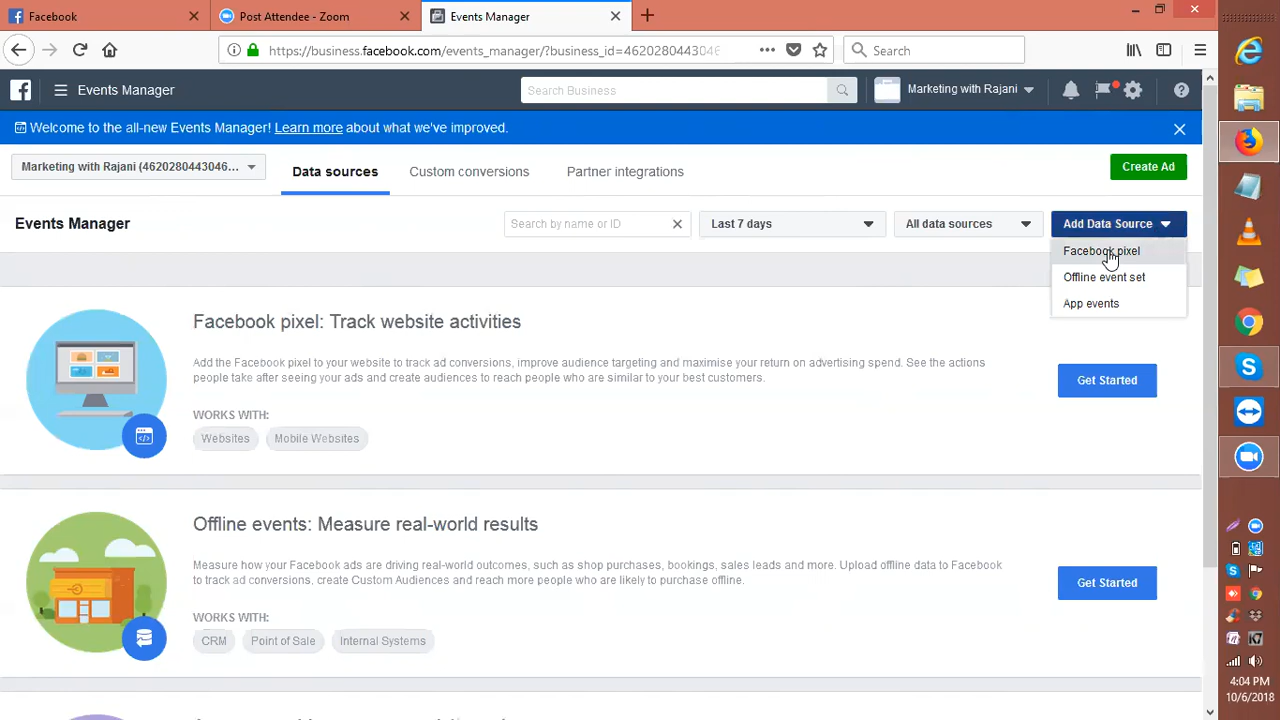 Facebook
Post Attendee - Zoom
Events Manager
https://business.facebook.com/events_manager/?business_id=4620280443046
Search
Events Manager
Search Business
Marketing with Rajani
Welcome to the all-new Events Manager! Learn more about what we've improved.
Marketing with Rajani (4620280443046...
Data sources
Custom conversions
Partner integrations
Create Ad
Events Manager
Search by name or ID
Last 7 days
All data sources
Add Data Source
Facebook pixel
Offline event set
App events
Facebook pixel: Track website activities
Add the Facebook pixel to your website to track ad conversions, improve audience targeting and maximise your return on advertising spend. See the actions
people take after seeing your ads and create audiences to reach people who are similar to your best customers.
Get Started
WORKS WITH:
Websites
Mobile Websites
Offline events: Measure real-world results
Measure how your Facebook ads are driving real-world outcomes, such as shop purchases, bookings, sales leads and more. Upload offline data to Facebook
to track ad conversions, create Custom Audiences and reach more people who are likely to purchase offline.
Get Started
WORKS WITH:
CRM
Point of Sale
Internal Systems
4:04 PM
10/6/2018